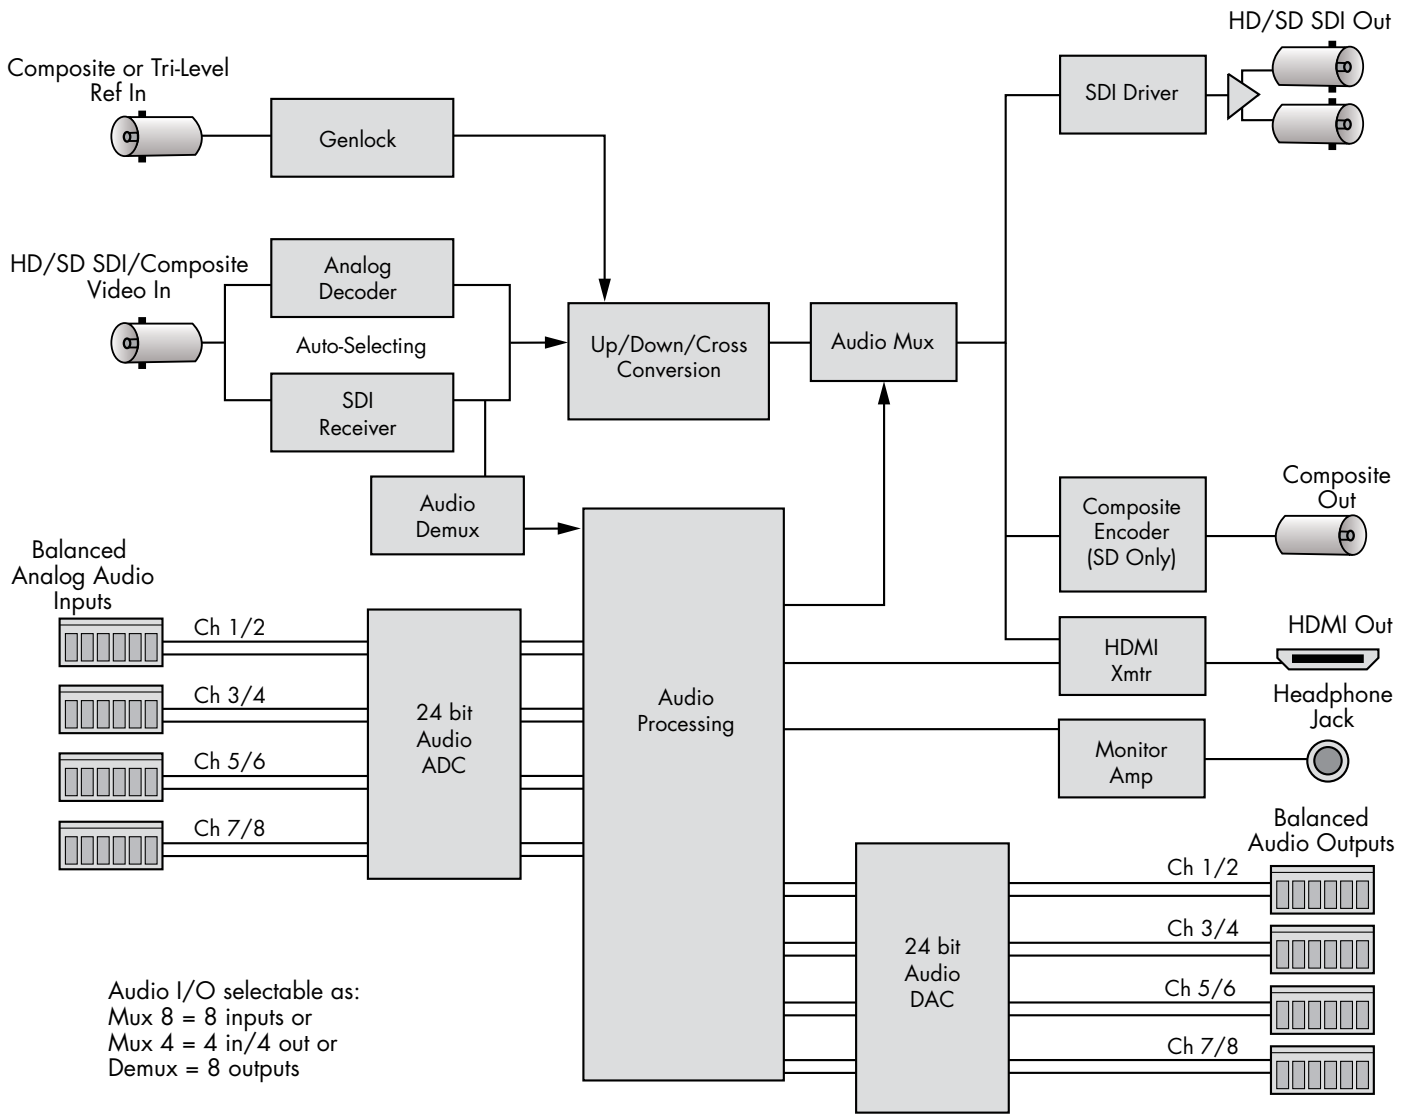 HD/SD SDI Out
Composite or Tri-Level
Ref In
Genlock
SDI Driver
HD/SD SDI/Composite
Video In
Analog
Decoder
Auto-Selecting
SDI
Receiver
Up/Down/Cross
Conversion
Audio Mux
Audio
Demux
Composite
Encoder
(SD Only)
Composite
Out
Balanced
Analog Audio
Inputs
Ch 1/2
Ch 3/4
Ch 5/6
Ch 7/8
24 bit
Audio
ADC
Audio
Processing
HDMI
Xmtr
HDMI Out
Headphone
Jack
Monitor
Amp
Balanced
Audio Outputs
24 bit
Audio
DAC
Ch 1/2
Ch 3/4
Ch 5/6
Ch 7/8
Audio I/O selectable as:
Mux 8 = 8 inputs or
Mux 4 = 4 in/4 out or
Demux = 8 outputs